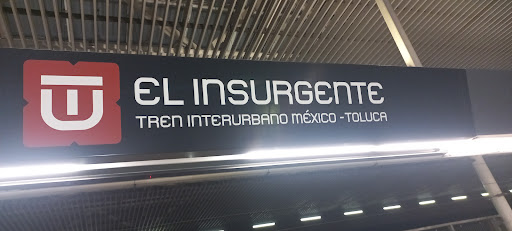 EL INSURGENTE
TREN INTERURBANO MÉXICO - TOLUCA